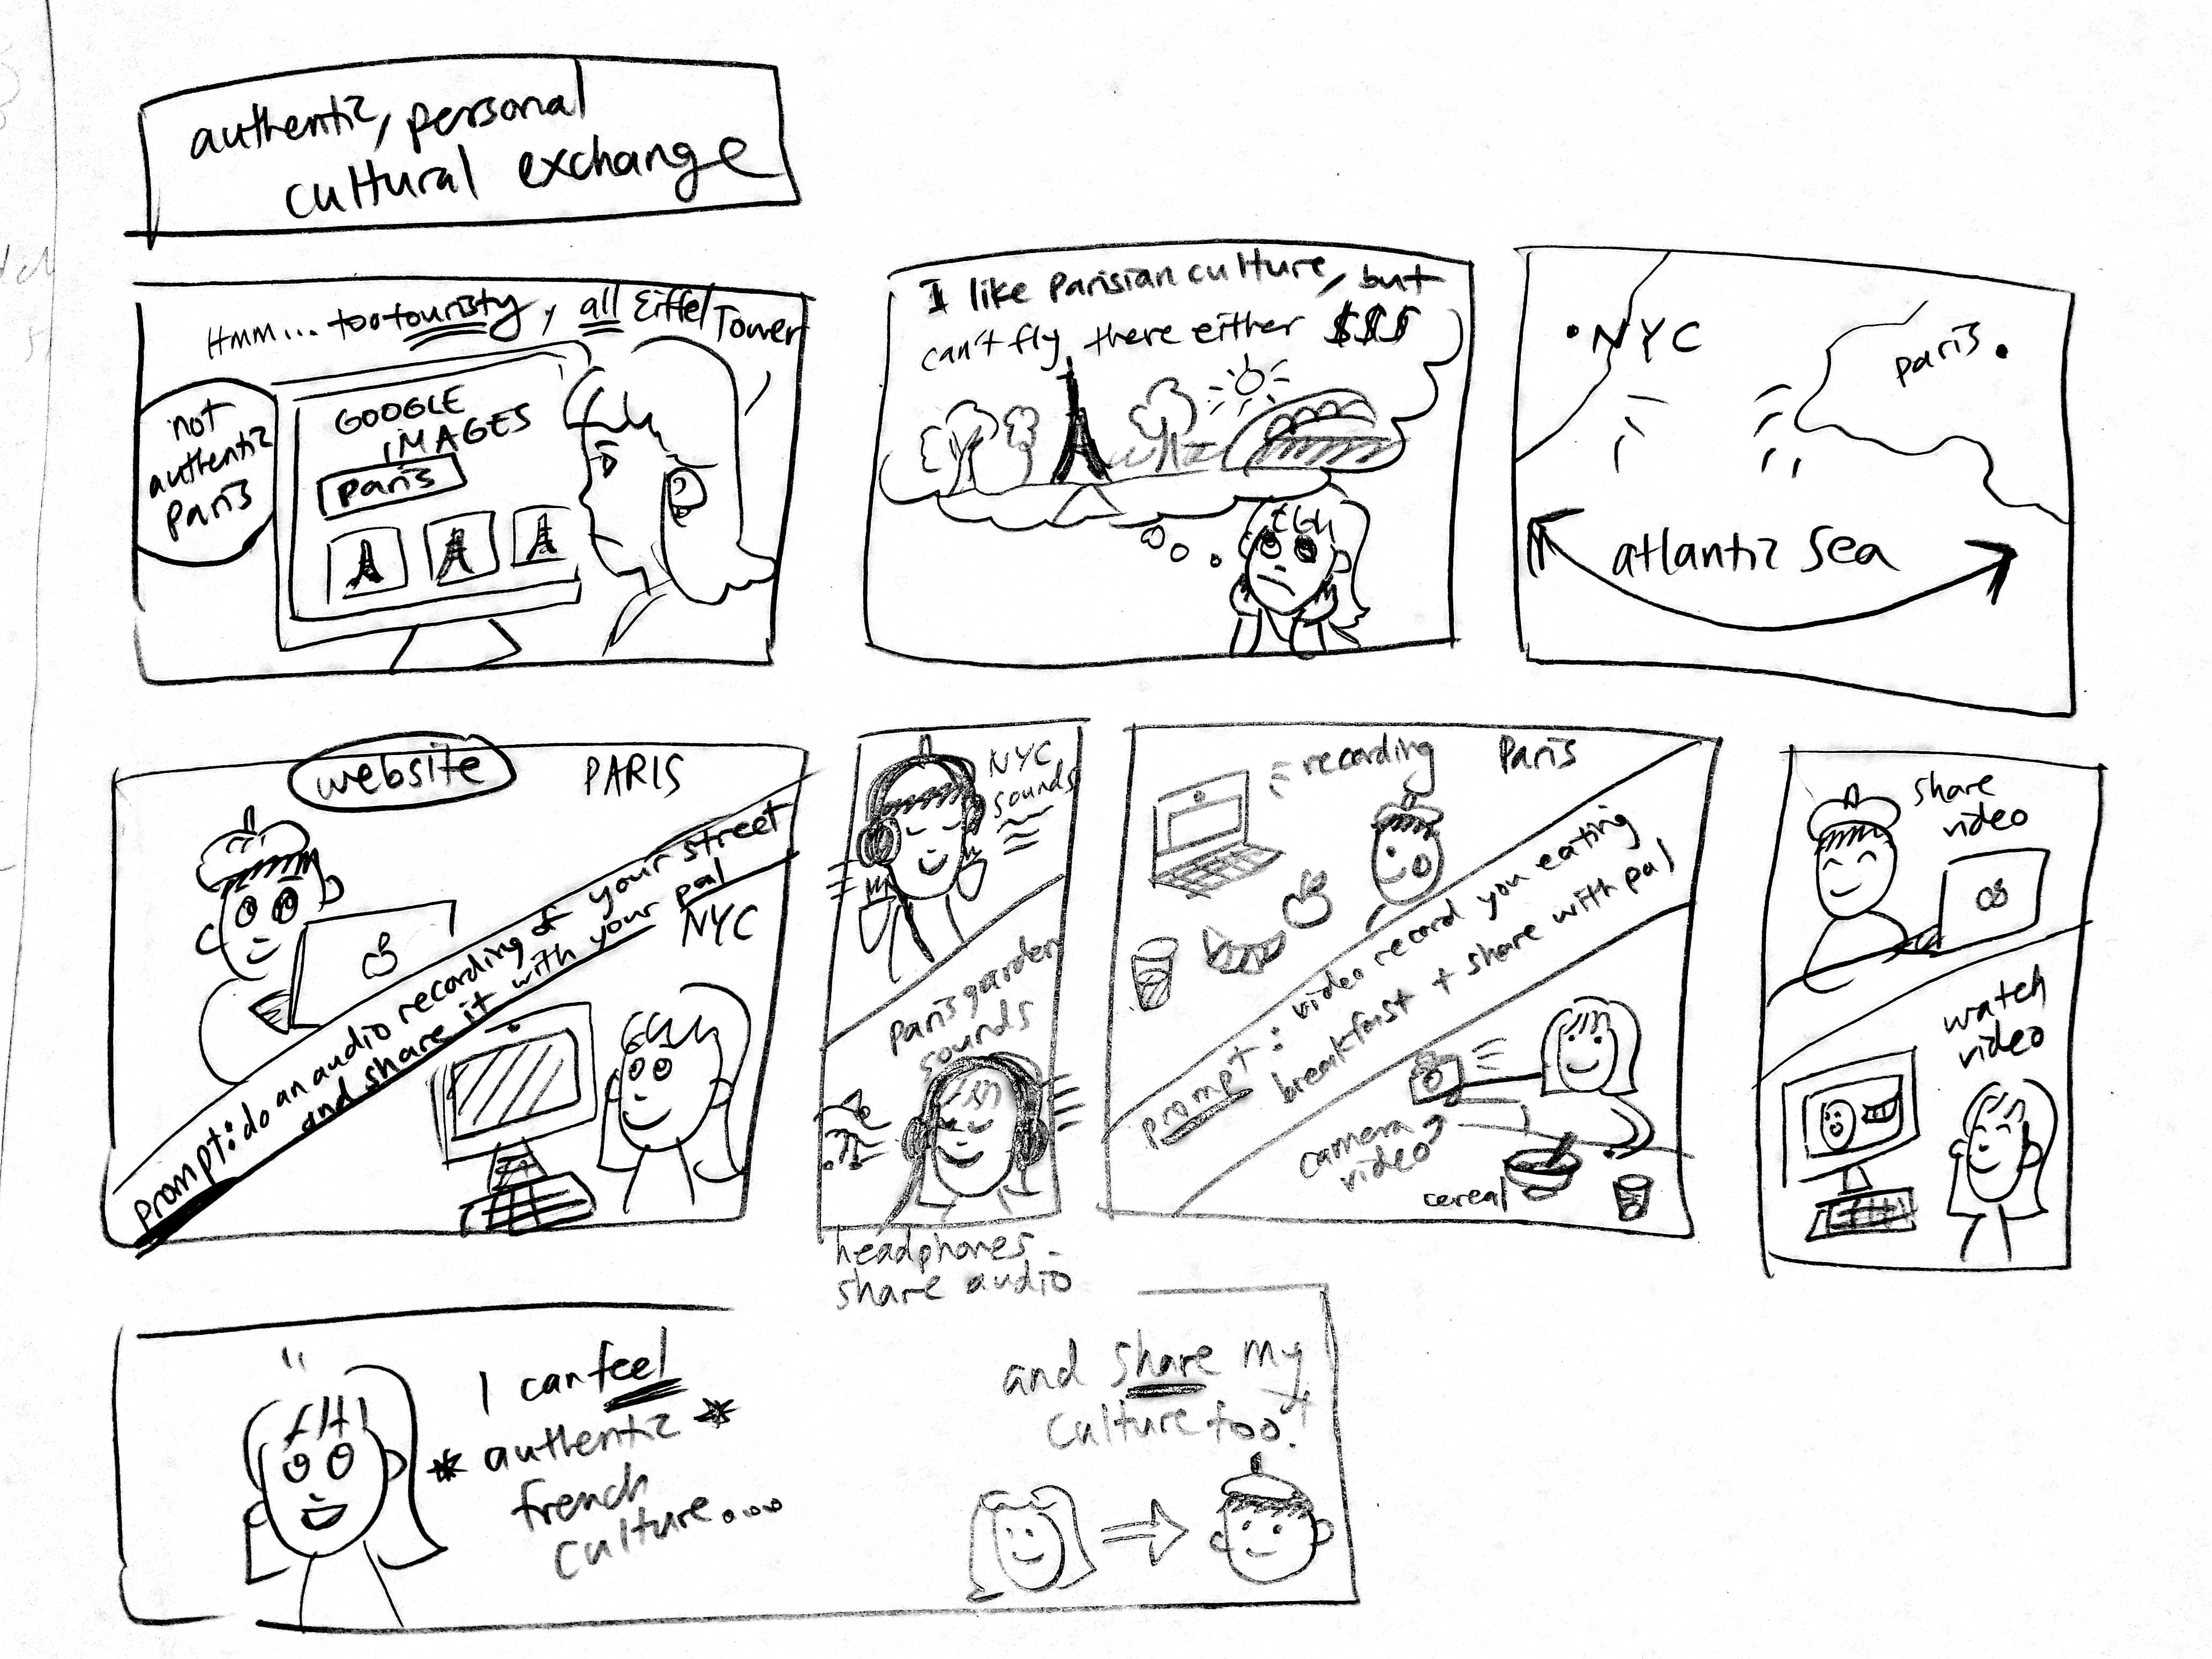 authentic, personal
cultural exchange
Hmm... too touristy, all Eiffel Tower
not
authentic
Paris
GOOGLE
IMAGES
Paris
I like Parisian culture, but
can't fly there either $$$
NYC
Paris
atlantic sea
website
PARIS
prompt: do an audio recording of your street
and share it with your pal
NYC
NYC
sounds
Paris garden
sounds
headphones
share audio
recording
Paris
prompt: video record you eating
breakfast + share with pal
camera
video
cereal
share
video
watch
video
I can feel
*authentic*
french
culture...
and share my
culture too!